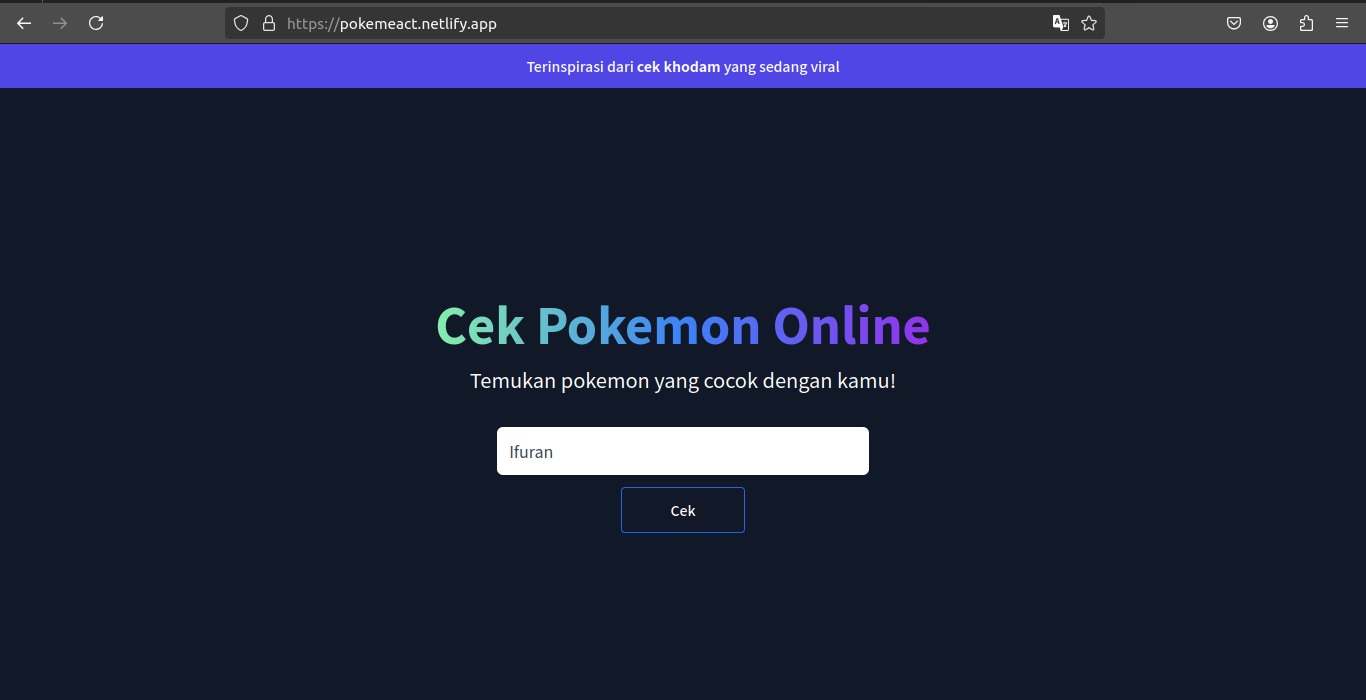 https://pokemeact.netlify.app
Terinspirasi dari cek khodam yang sedang viral
Cek Pokemon Online
Temukan pokemon yang cocok dengan kamu!
Ifuran
Cek